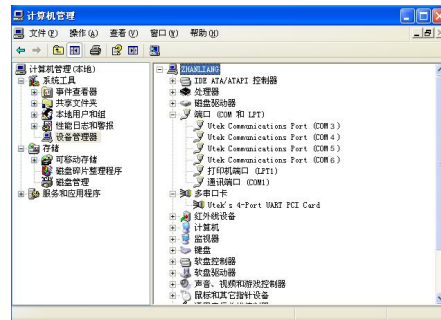 计算机管理
文件(F) 操作(A) 查看(V) 窗口(W) 帮助(H)
计算机管理(本地)
系统工具
事件查看器
共享文件夹
本地用户和组
性能日志和警报
设备管理器
存储
可移动存储
磁盘碎片整理程序
磁盘管理
服务和应用程序
ZHANLIANG
IDE ATA/ATAPI 控制器
处理器
磁盘驱动器
端口 (COM 和 LPT)
Utek Communications Port (COM3)
Utek Communications Port (COM4)
Utek Communications Port (COM5)
Utek Communications Port (COM6)
打印机端口 (LPT1)
通讯端口 (COM1)
多串口卡
Utek's 4-Port UART PCI Card
红外线设备
计算机
监视器
键盘
软盘控制器
软盘驱动器
声音、视频和游戏控制器
鼠标和其它指针设备